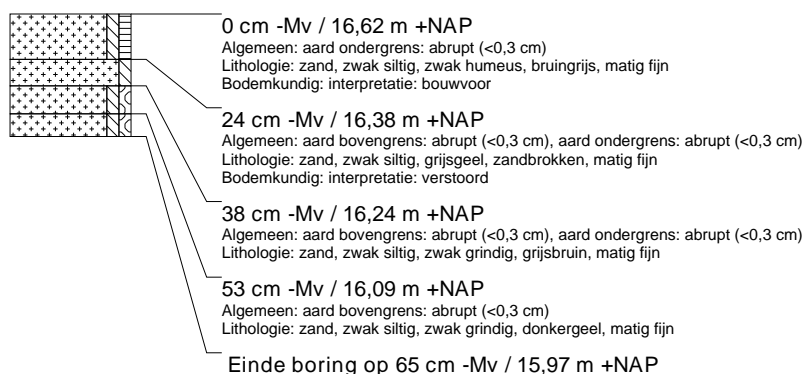 0 cm -Mv / 16,62 m +NAP
Algemeen: aard ondergrens: abrupt (<0,3 cm)
Lithologie: zand, zwak siltig, zwak humeus, bruingrijs, matig fijn
Bodemkundig: interpretatie: bouwvoor
24 cm -Mv / 16,38 m +NAP
Algemeen: aard bovengrens: abrupt (<0,3 cm), aard ondergrens: abrupt (<0,3 cm)
Lithologie: zand, zwak siltig, grijsgeel, zandbrokken, matig fijn
Bodemkundig: interpretatie: verstoord
38 cm -Mv / 16,24 m +NAP
Algemeen: aard bovengrens: abrupt (<0,3 cm), aard ondergrens: abrupt (<0,3 cm)
Lithologie: zand, zwak siltig, zwak grindig, grijsbruin, matig fijn
53 cm -Mv / 16,09 m +NAP
Algemeen: aard bovengrens: abrupt (<0,3 cm)
Lithologie: zand, zwak siltig, zwak grindig, donkergeel, matig fijn
Einde boring op 65 cm -Mv / 15,97 m +NAP